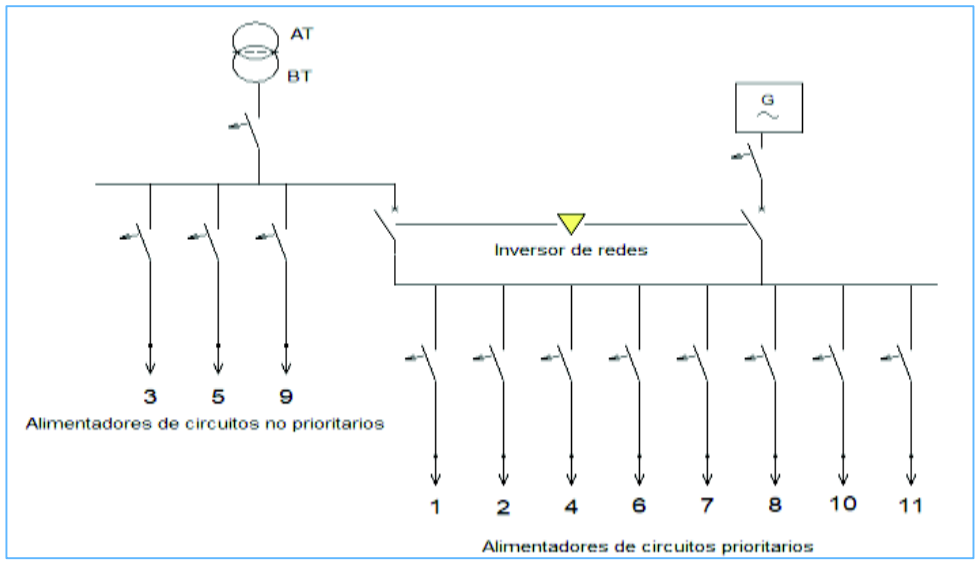 AT
BT
G
Inversor de redes
3 5 9
Alimentadores de circuitos no prioritarios
1 2 4 6 7 8 10 11
Alimentadores de circuitos prioritarios